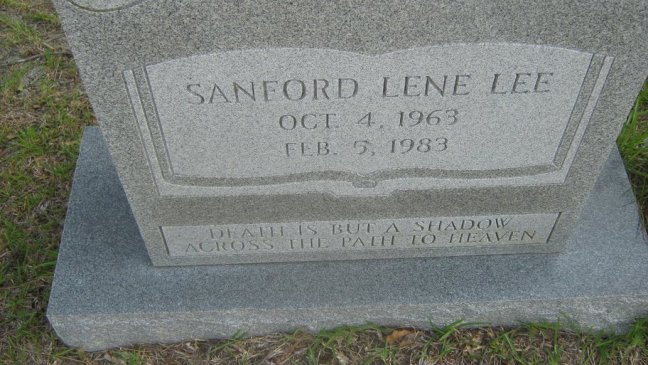 SANFORD LENE LEE
OCT. 4, 1963
FEB. 5, 1983
DEATH IS BUT A SHADOW
ACROSS THE PATH TO HEAVEN